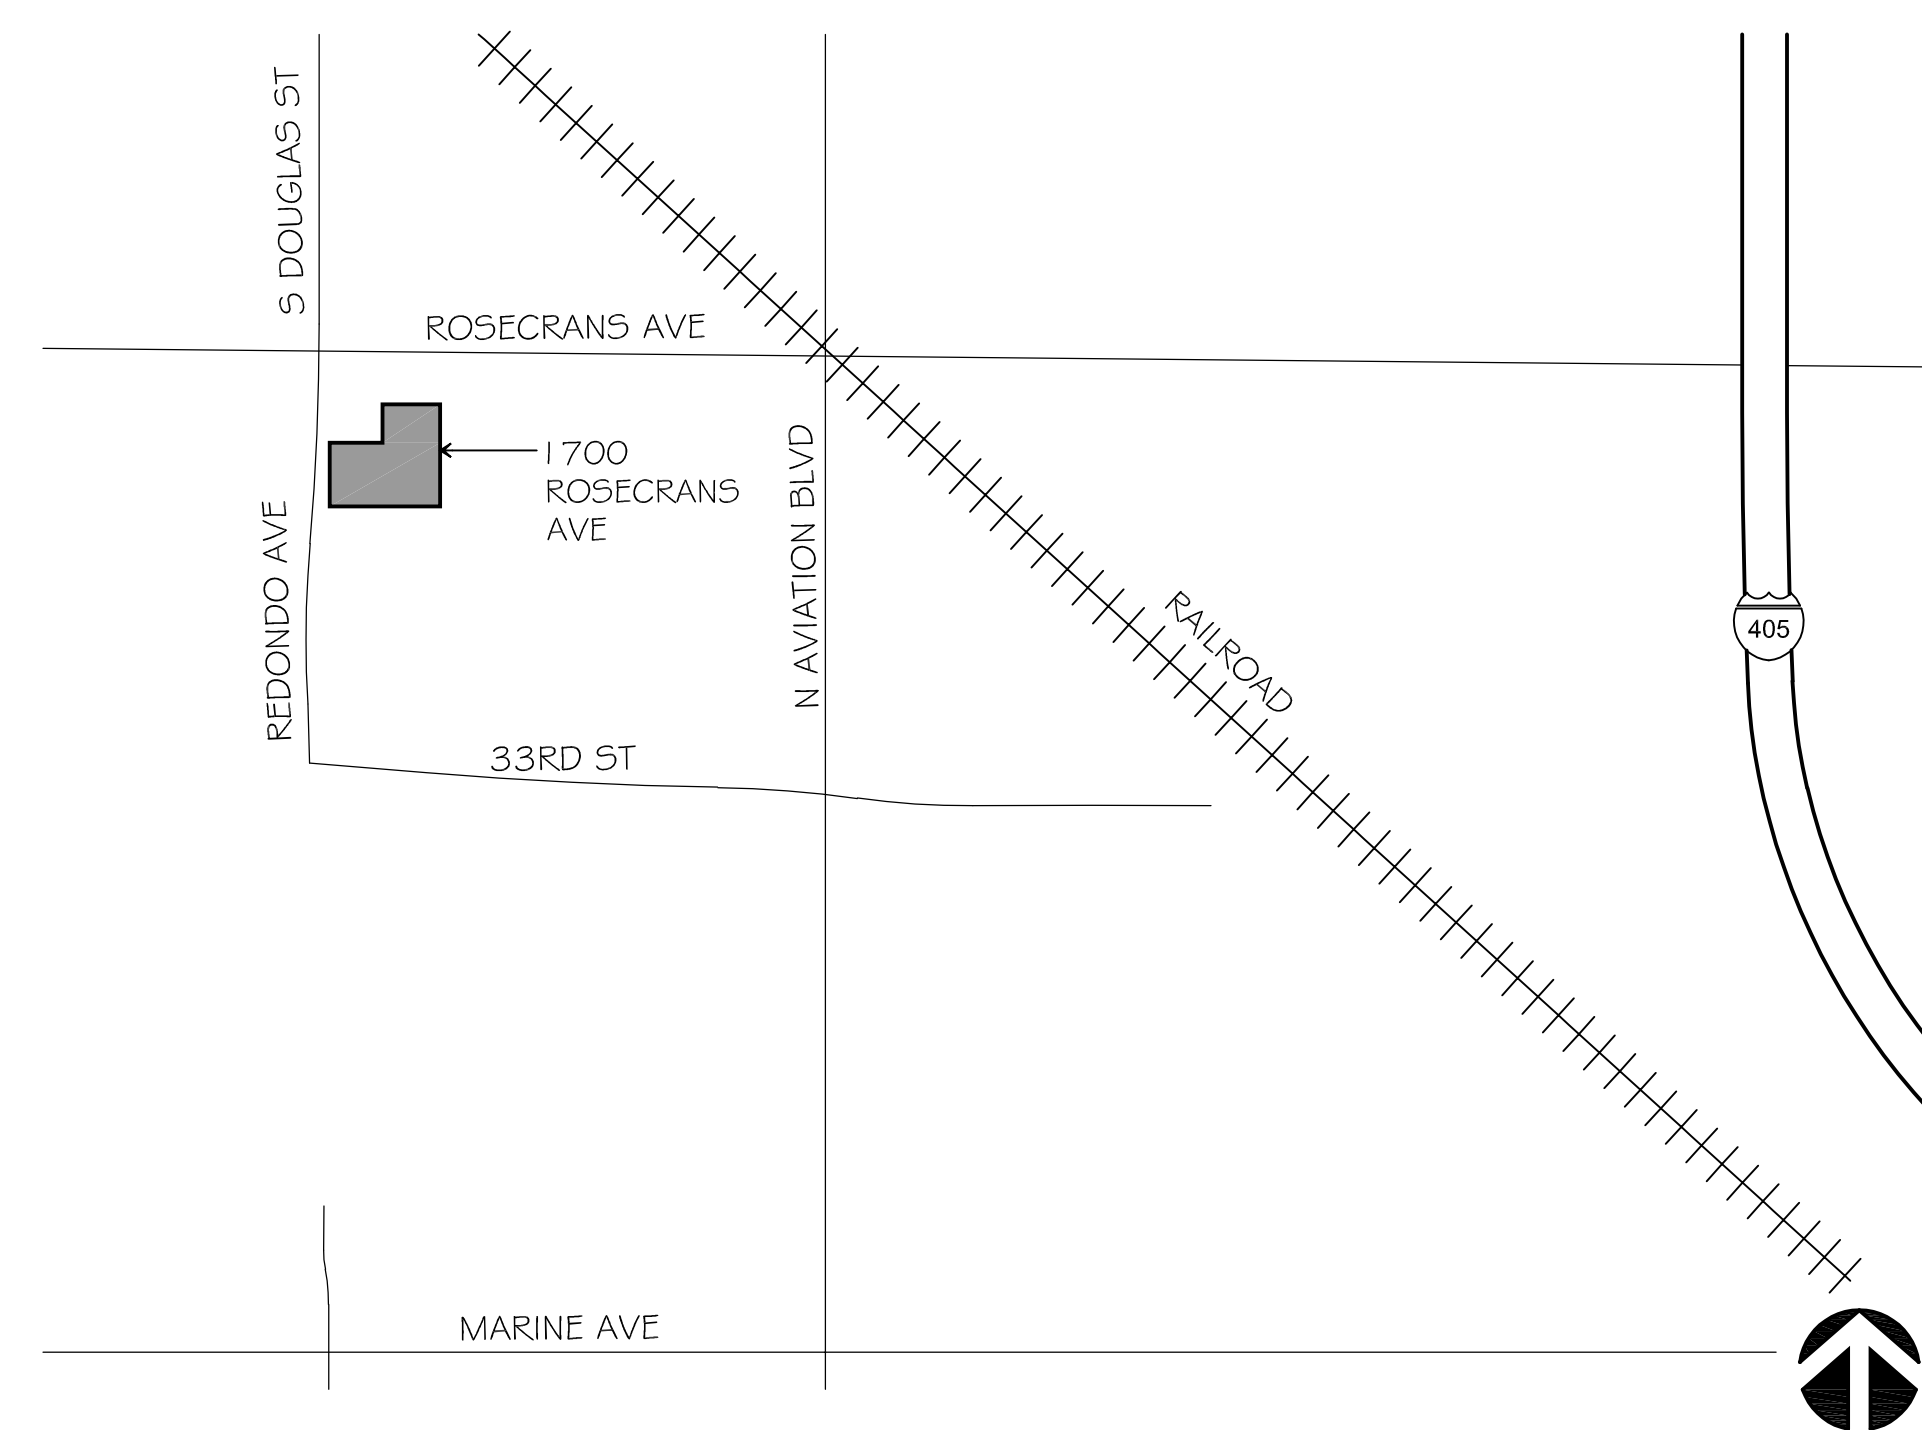 S DOUGLAS ST
ROSECRANS AVE
1700
ROSECRANS
AVE
N AVIATION BLVD
REDONDO AVE
RAILROAD
405
33RD ST
MARINE AVE